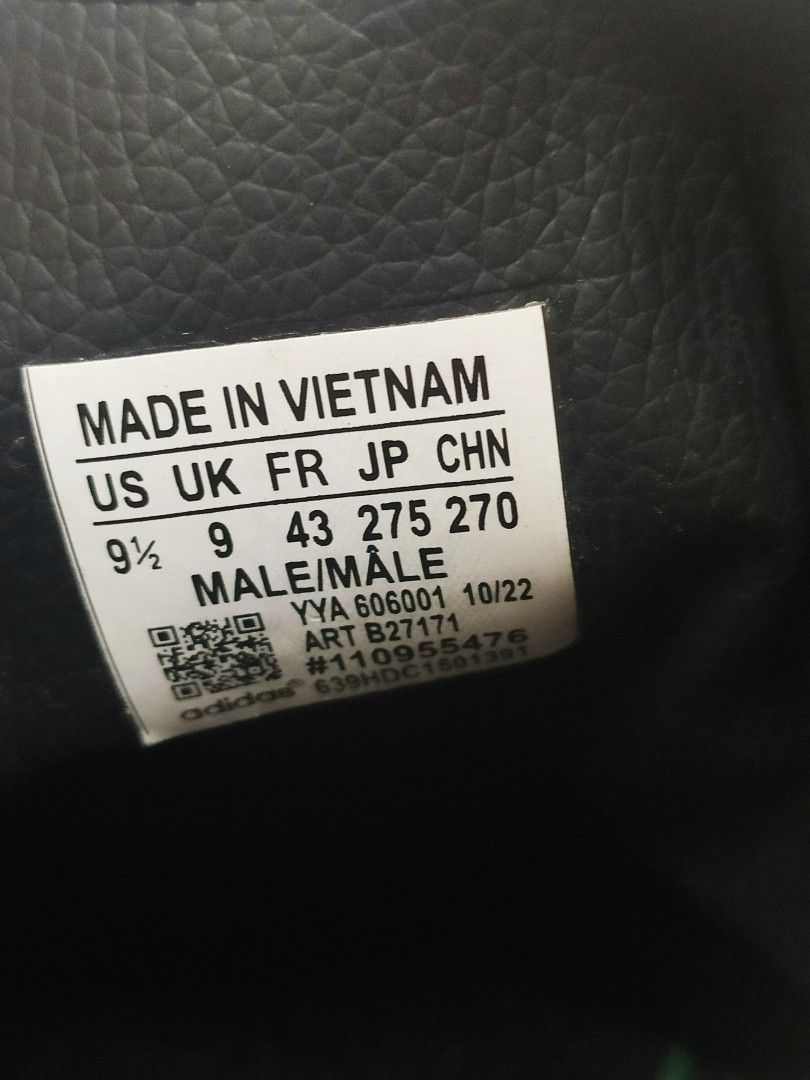 MADE IN VIETNAM
US UK FR JP CHN
9½ 9 43 275 270
MALE/MÂLE
YYA 606001 10/22
ART B27171
#110955476
adidas® 639HDC1501391